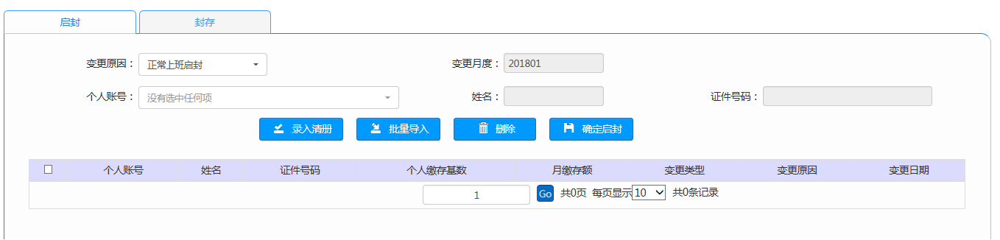 启封 封存
变更原因： 正常上班启封 变更月度： 201801
个人账号： 没有选中任何项 姓名： 证件号码：
录入清册 批量导入 删除 确定启封
个人账号 姓名 证件号码 个人缴存基数 月缴存额 变更类型 变更原因 变更日期
1 Go 共0页 每页显示 10 共0条记录